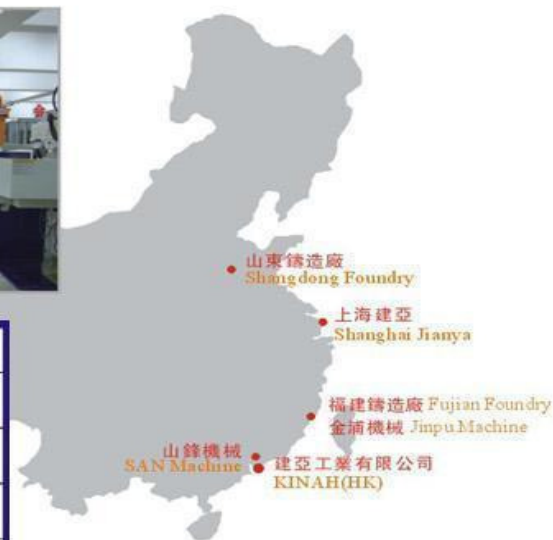 山東鑄造廠
Shangdong Foundry
上海建亞
Shanghai Jianya
福建鑄造廠 Fujian Foundry
金浦機械 Jinpu Machine
山鋒機械
SAN Machine
建亞工業有限公司
KINAH(HK)